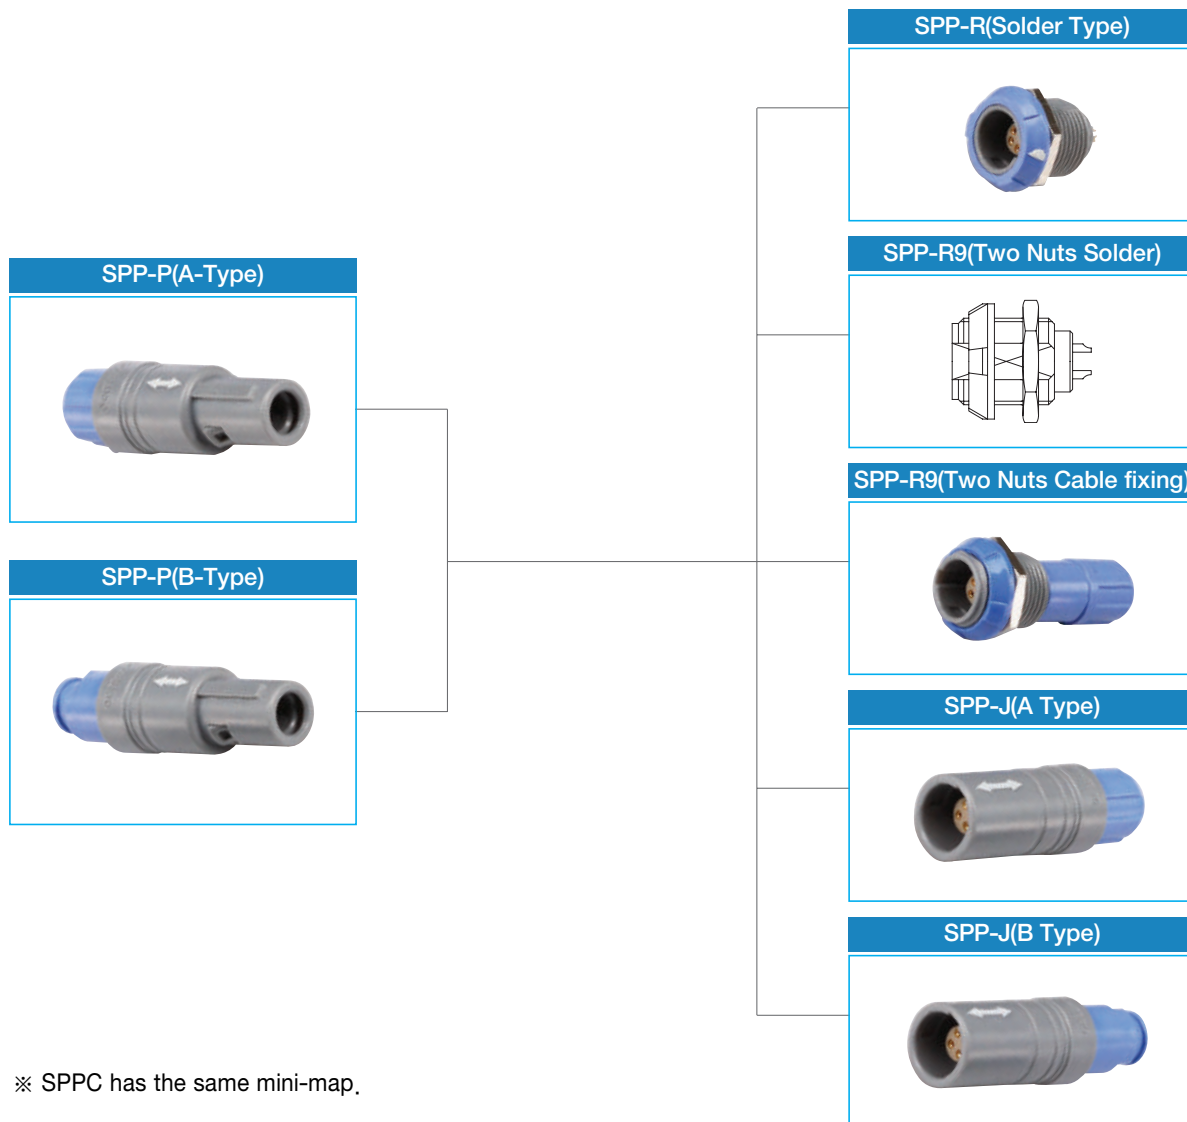 SPP-R(Solder Type)
SPP-R9(Two Nuts Solder)
SPP-P(A-Type)
SPP-R9(Two Nuts Cable fixing)
SPP-P(B-Type)
SPP-J(A Type)
SPP-J(B Type)
※ SPPC has the same mini-map.